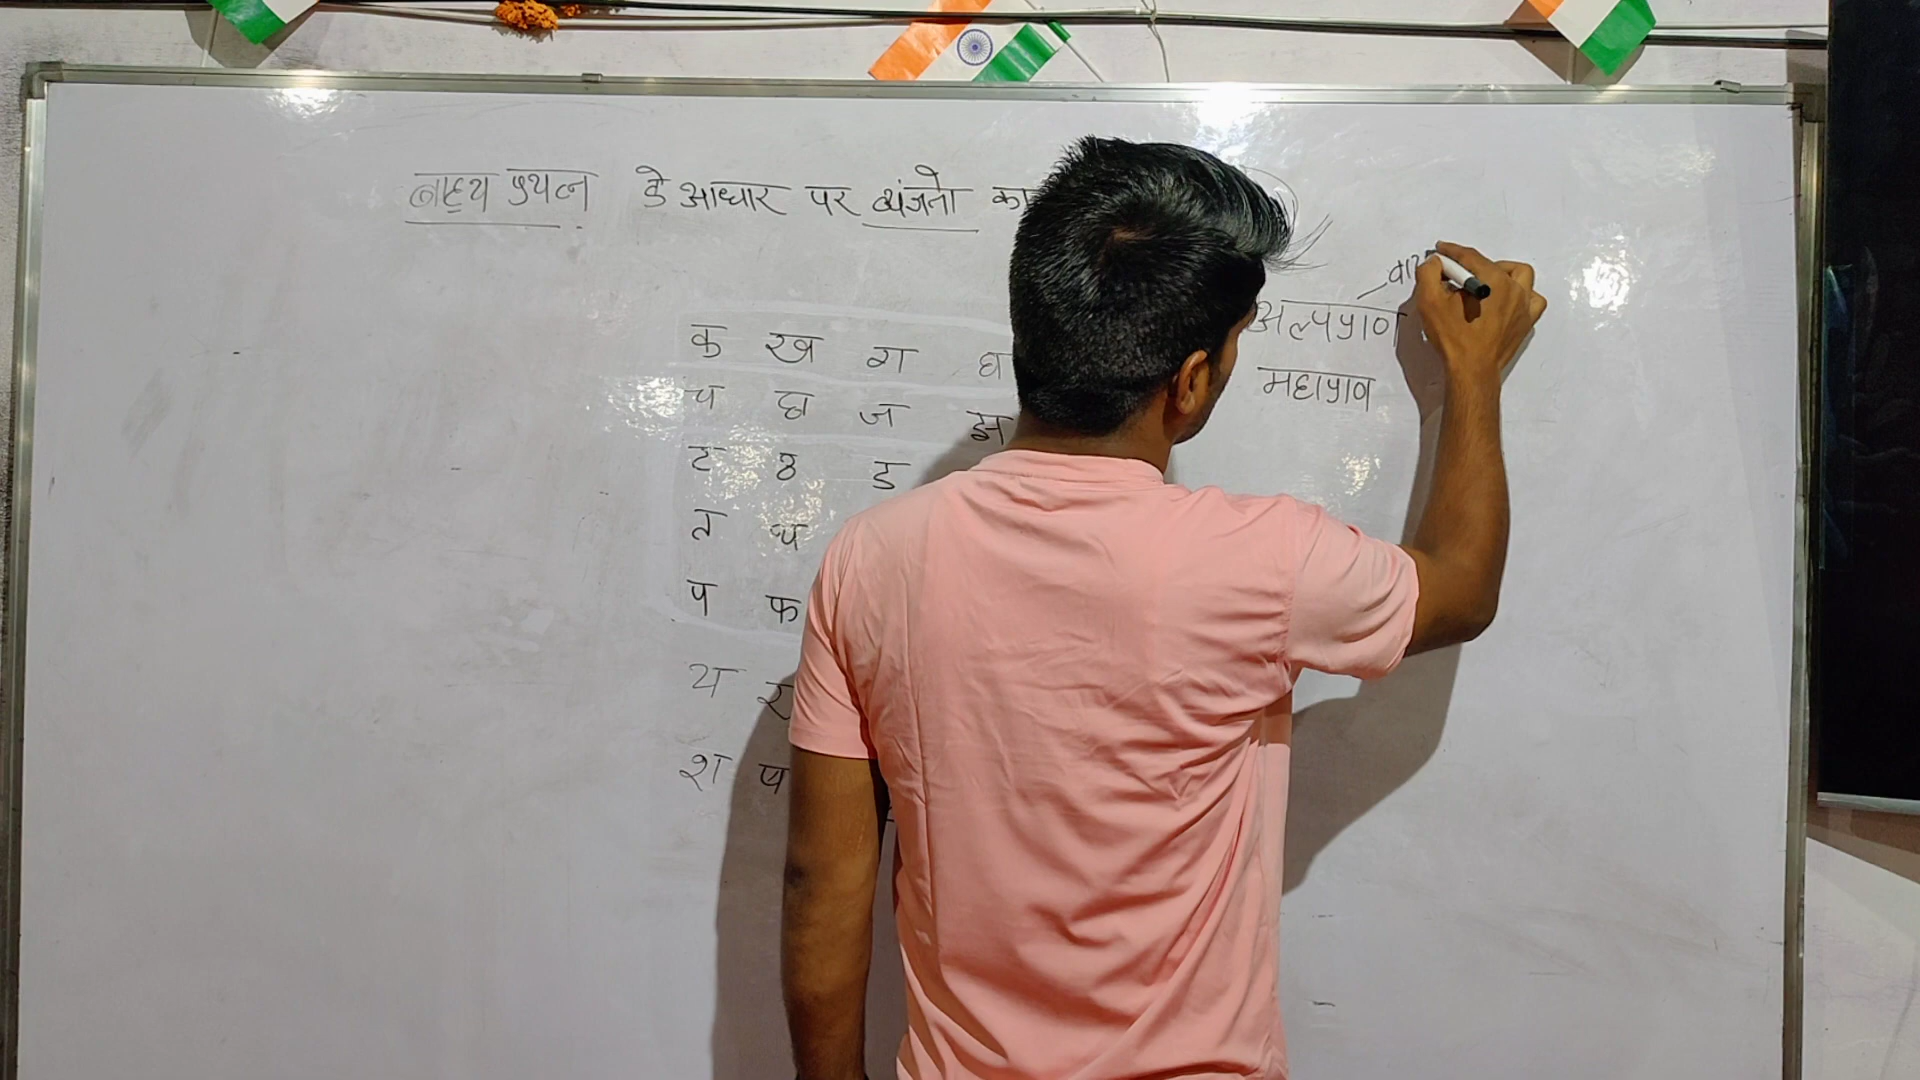 बाह्य प्रयत्न के आधार पर व्यंजनो का
अल्पप्राण
महाप्राण
क ख ग घ
च छ ज झ
ट ठ ड
त थ
प फ
य र
श ष